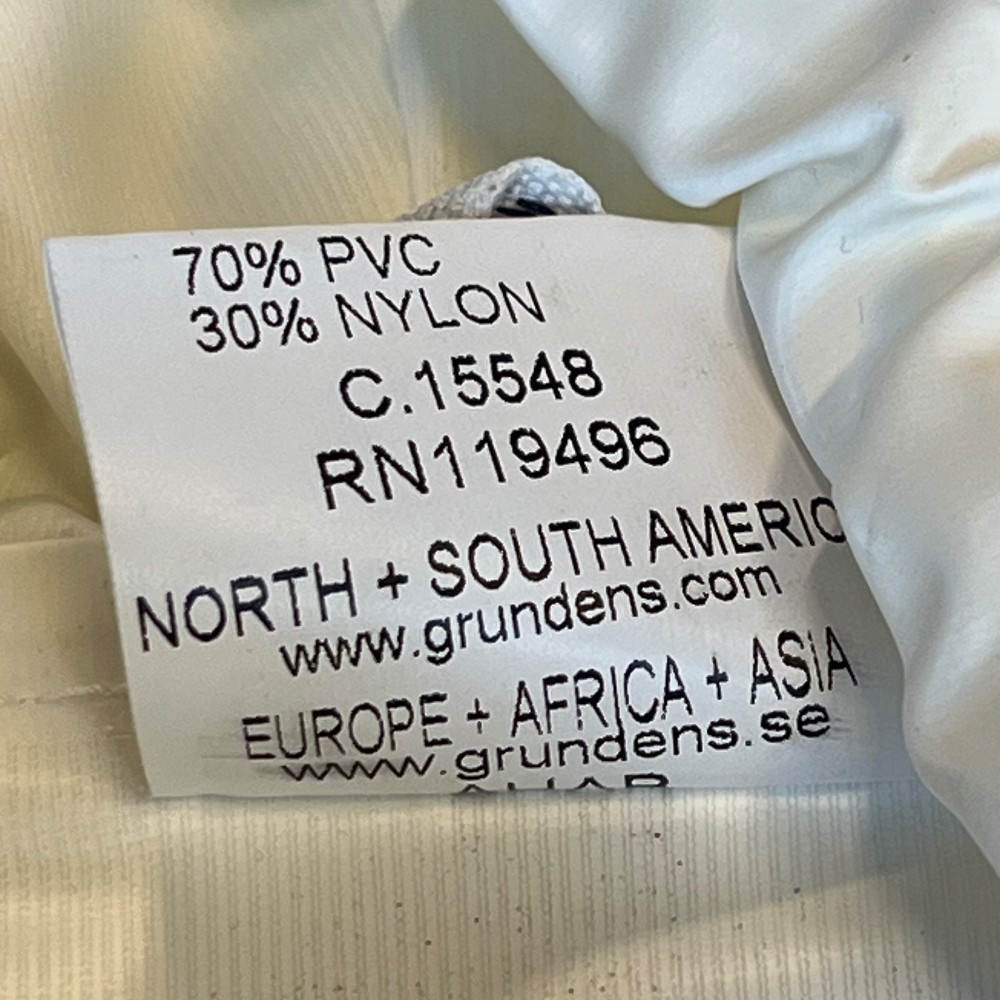 70% PVC
30% NYLON
C.15548
RN119496
NORTH + SOUTH AMERIC
www.grundens.com
EUROPE + AFRICA + ASIA
www.grundens.se